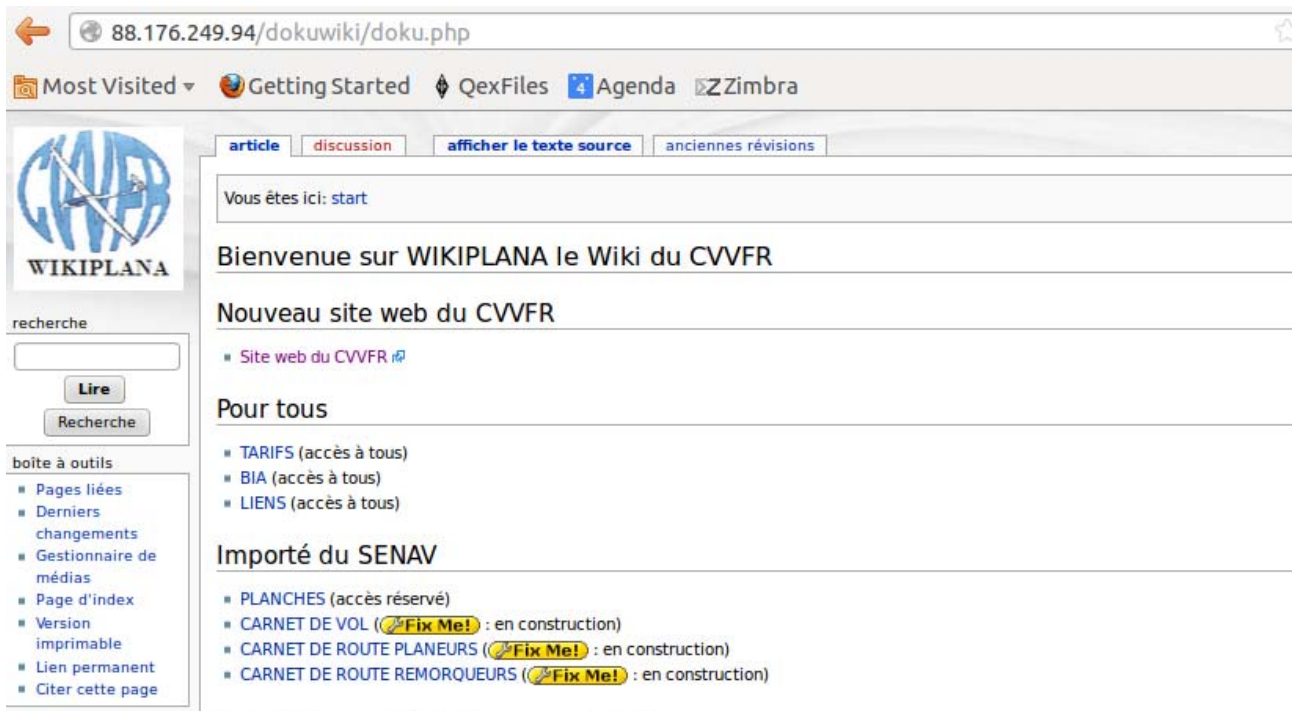 88.176.249.94/dokuwiki/doku.php
Most Visited Getting Started QexFiles 4 Agenda Zimbra
CVVFR
WIKIPLANA
recherche
Lire
Recherche
boîte à outils
Pages liées
Derniers
changements
Gestionnaire de
médias
Page d'index
Version
imprimable
Lien permanent
Citer cette page
article discussion afficher le texte source anciennes révisions
Vous êtes ici: start
Bienvenue sur WIKIPLANA le Wiki du CVVFR
Nouveau site web du CVVFR
Site web du CVVFR
Pour tous
TARIFS (accès à tous)
BIA (accès à tous)
LIENS (accès à tous)
Importé du SENAV
PLANCHES (accès réservé)
CARNET DE VOL (Fix Me! : en construction)
CARNET DE ROUTE PLANEURS (Fix Me! : en construction)
CARNET DE ROUTE REMORQUEURS (Fix Me! : en construction)